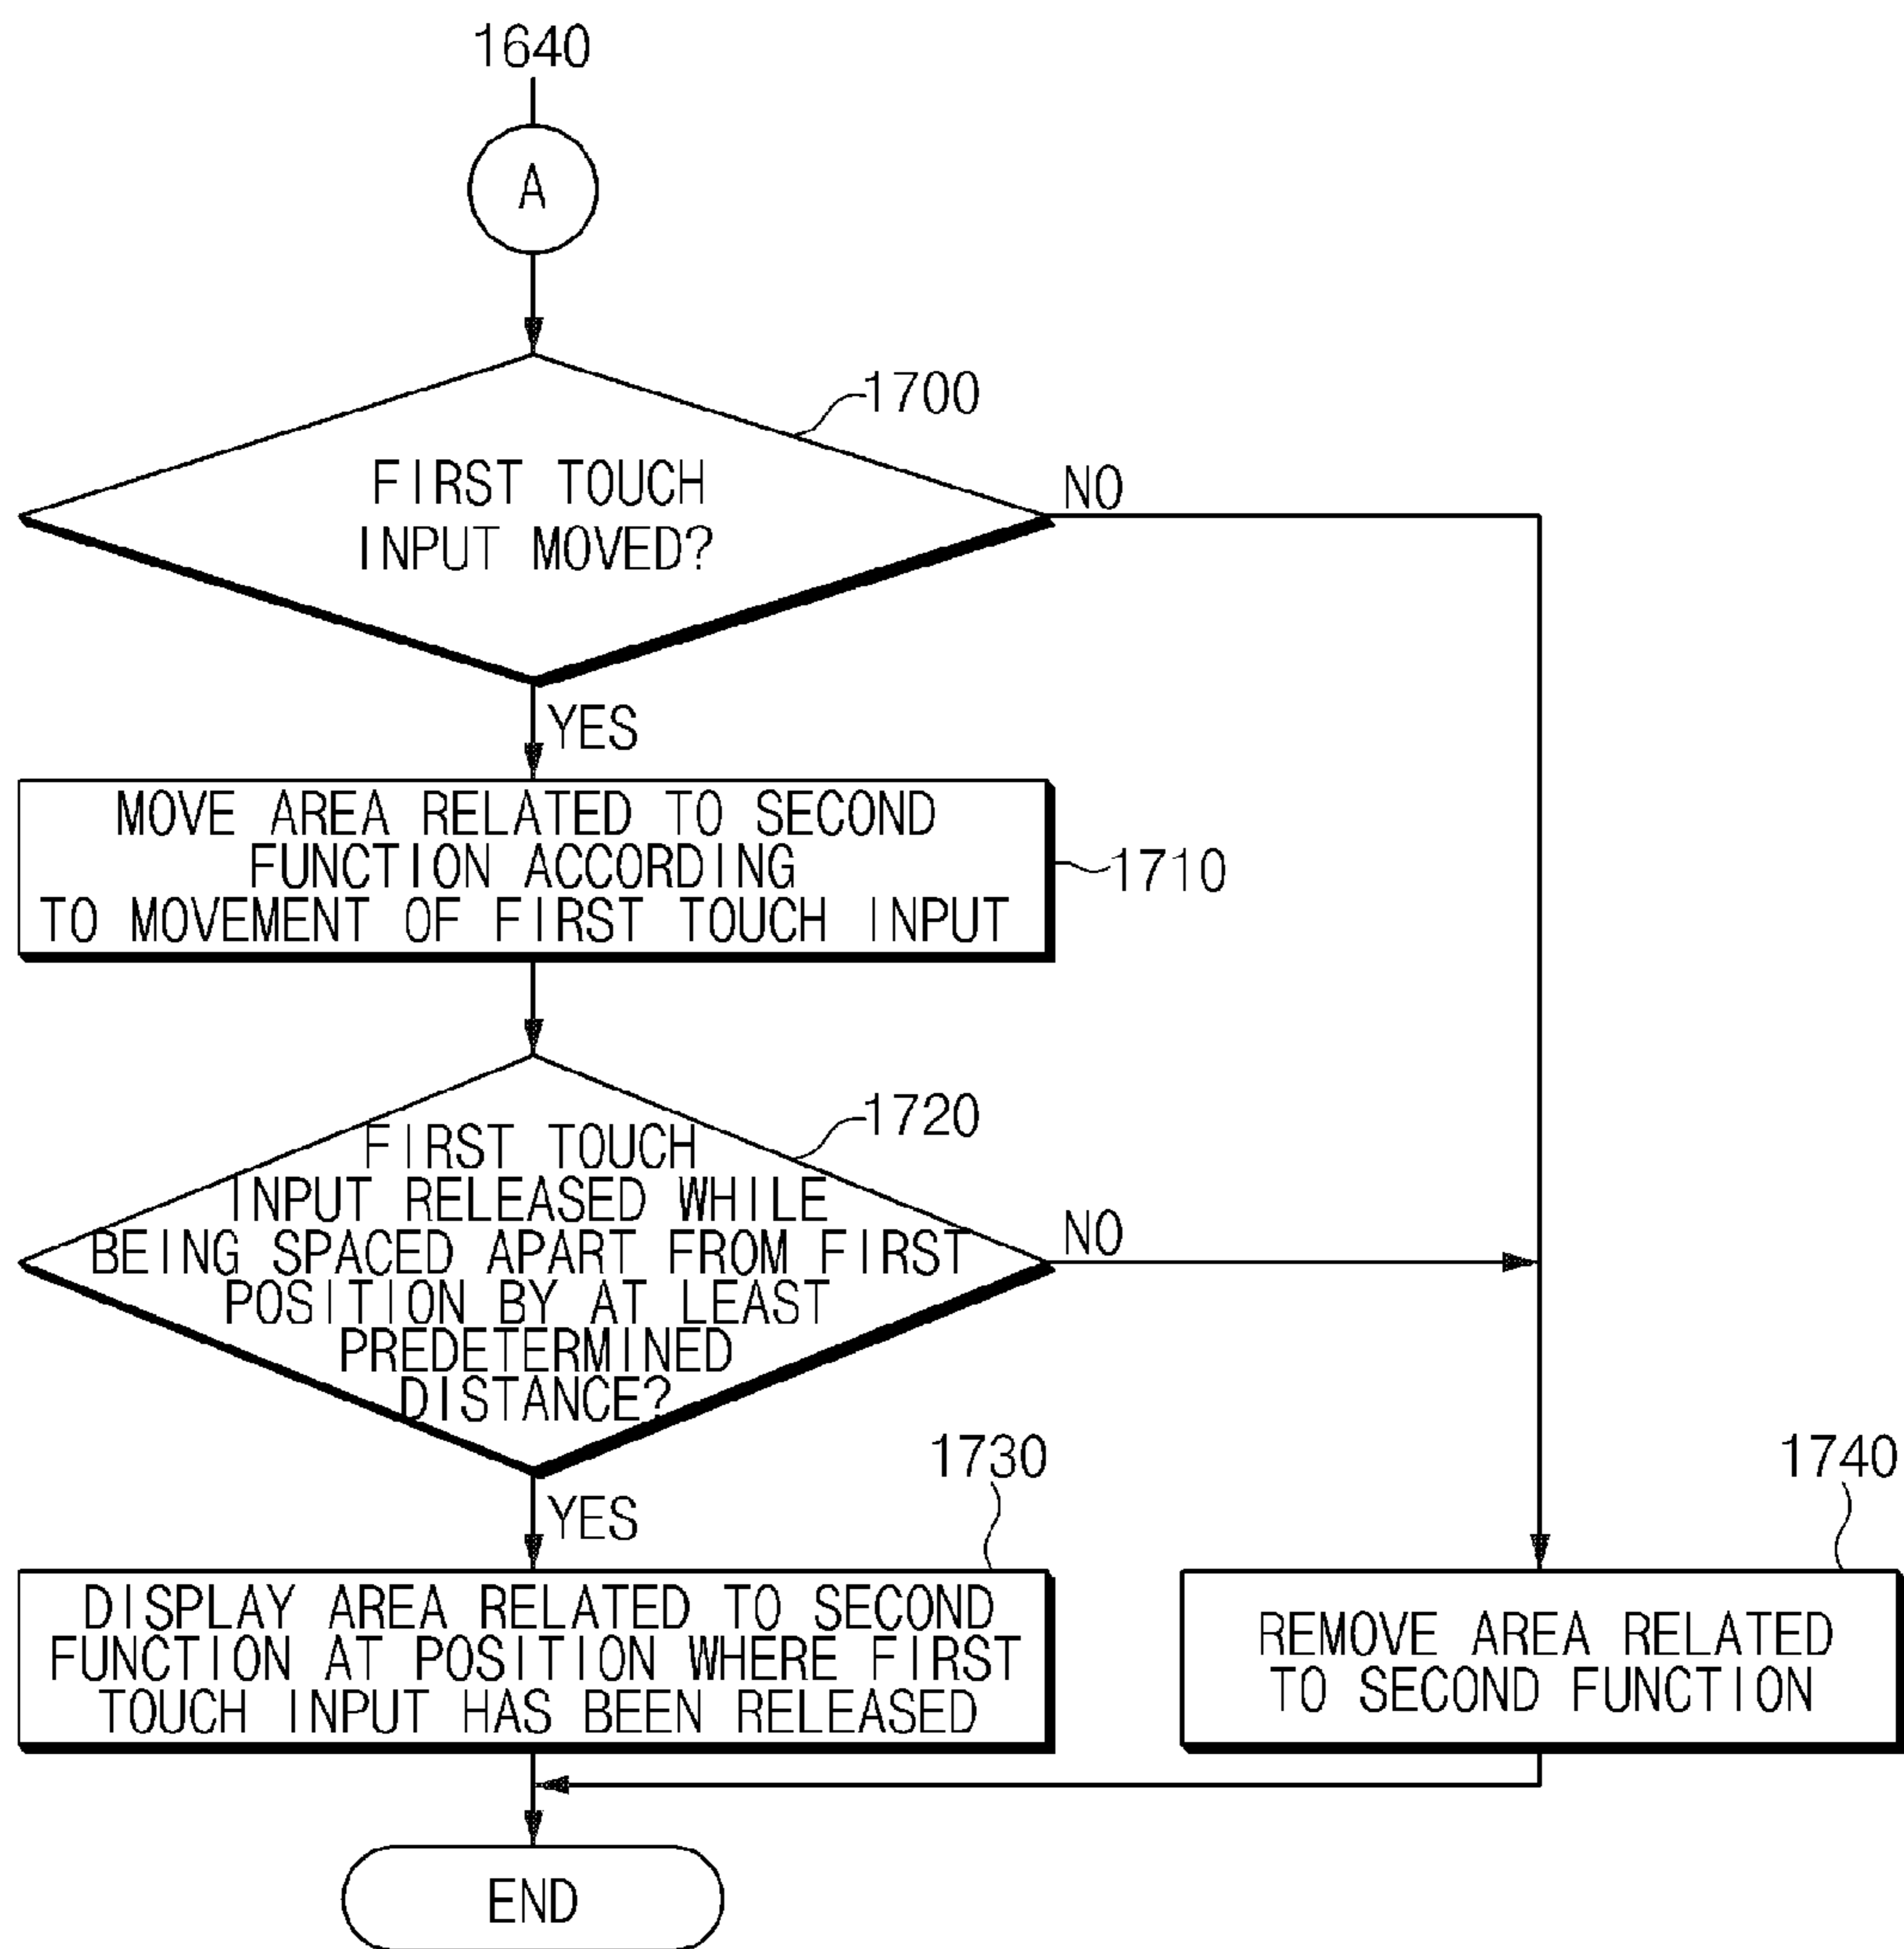 1640
A
1700
FIRST TOUCH
INPUT MOVED?
NO
YES
MOVE AREA RELATED TO SECOND
FUNCTION ACCORDING
TO MOVEMENT OF FIRST TOUCH INPUT
1710
1720
FIRST TOUCH
INPUT RELEASED WHILE
BEING SPACED APART FROM FIRST
POSITION BY AT LEAST
PREDETERMINED
DISTANCE?
NO
YES
1730
DISPLAY AREA RELATED TO SECOND
FUNCTION AT POSITION WHERE FIRST
TOUCH INPUT HAS BEEN RELEASED
1740
REMOVE AREA RELATED
TO SECOND FUNCTION
END